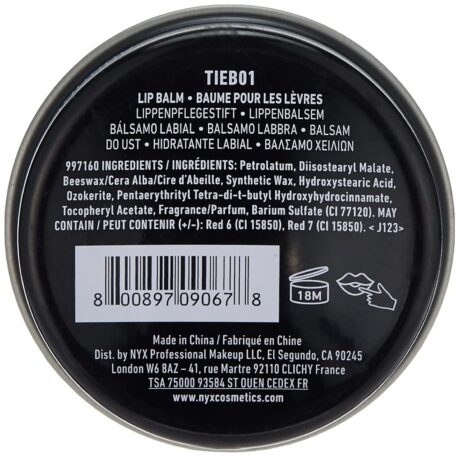 TIEB01
LIP BALM • BAUME POUR LES LÈVRES
LIPPENPFLEGESTIFT • LIPPENBALSEM
BÁLSAMO LABIAL • BALSAMO LABBRA • BALSAM
DO UST • HIDRATANTE LABIAL • ΒΑΛΣΑΜΟ ΧΕΙΛΙΩΝ
997160 INGREDIENTS / INGRÉDIENTS: Petrolatum, Diisostearyl Malate,
Beeswax/Cera Alba/Cire d'Abeille, Synthetic Wax, Hydroxystearic Acid,
Ozokerite, Pentaerythrityl Tetra-di-t-butyl Hydroxyhydrocinnamate,
Tocopheryl Acetate, Fragrance/Parfum, Barium Sulfate (CI 77120). MAY
CONTAIN / PEUT CONTENIR (+/-): Red 6 (CI 15850), Red 7 (CI 15850). < J123>
8 00897 09067 8
18M
Made in China / Fabriqué en Chine
Dist. by NYX Professional Makeup LLC, El Segundo, CA 90245
London W6 8AZ – 41, rue Martre 92110 CLICHY France
TSA 75000 93584 ST OUEN CEDEX FR
www.nyxcosmetics.com